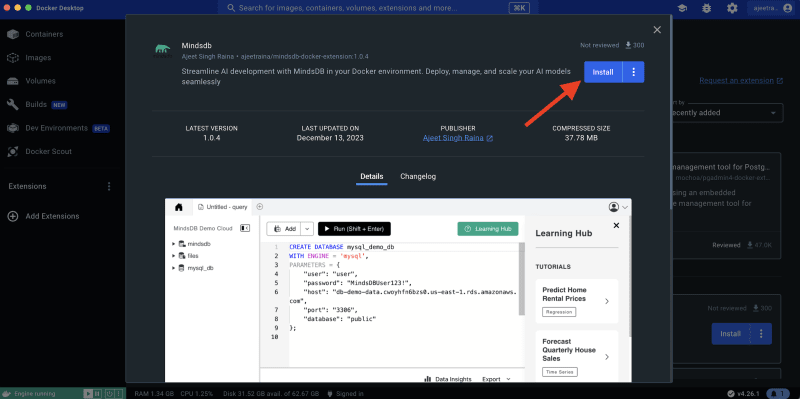 Docker Desktop
Search for images, containers, volumes, extensions and more...
⌘K
ajeetra...
Containers
Images
Volumes
Builds NEW
Dev Environments BETA
Docker Scout
Extensions
Add Extensions
Mindsdb
Ajeet Singh Raina • ajeetraina/mindsdb-docker-extension:1.0.4
Streamline AI development with MindsDB in your Docker environment. Deploy, manage, and scale your AI models
seamlessly
Not reviewed 300
Install
LATEST VERSION
1.0.4
LAST UPDATED ON
December 13, 2023
PUBLISHER
Ajeet Singh Raina
COMPRESSED SIZE
37.78 MB
Details
Changelog
Untitled - query
MindsDB Demo Cloud
mindsdb
files
mysql_db
Add
Run (Shift + Enter)
Learning Hub
1 CREATE DATABASE mysql_demo_db
2 WITH ENGINE = 'mysql',
3 PARAMETERS = {
4 "user": "user",
5 "password": "MindsDBUser123!",
6 "host": "db-demo-data.cwoyhfn6bzs0.us-east-1.rds.amazonaws.
com",
7 "port": "3306",
8 "database": "public"
9 };
10
Data Insights
Export
Learning Hub
TUTORIALS
Predict Home
Rental Prices
Regression
Forecast
Quarterly House
Sales
Time Series
Request an extension
ecently added
management tool for Postg...
mochoa/pgadmin4-docker-ext...
sing an embedded
e management tool for
Reviewed 47.0K
Not reviewed 300
Install
Engine running
RAM 1.34 GB
CPU 1.25%
Disk 31.52 GB avail. of 62.67 GB
Signed in
v4.26.1
1